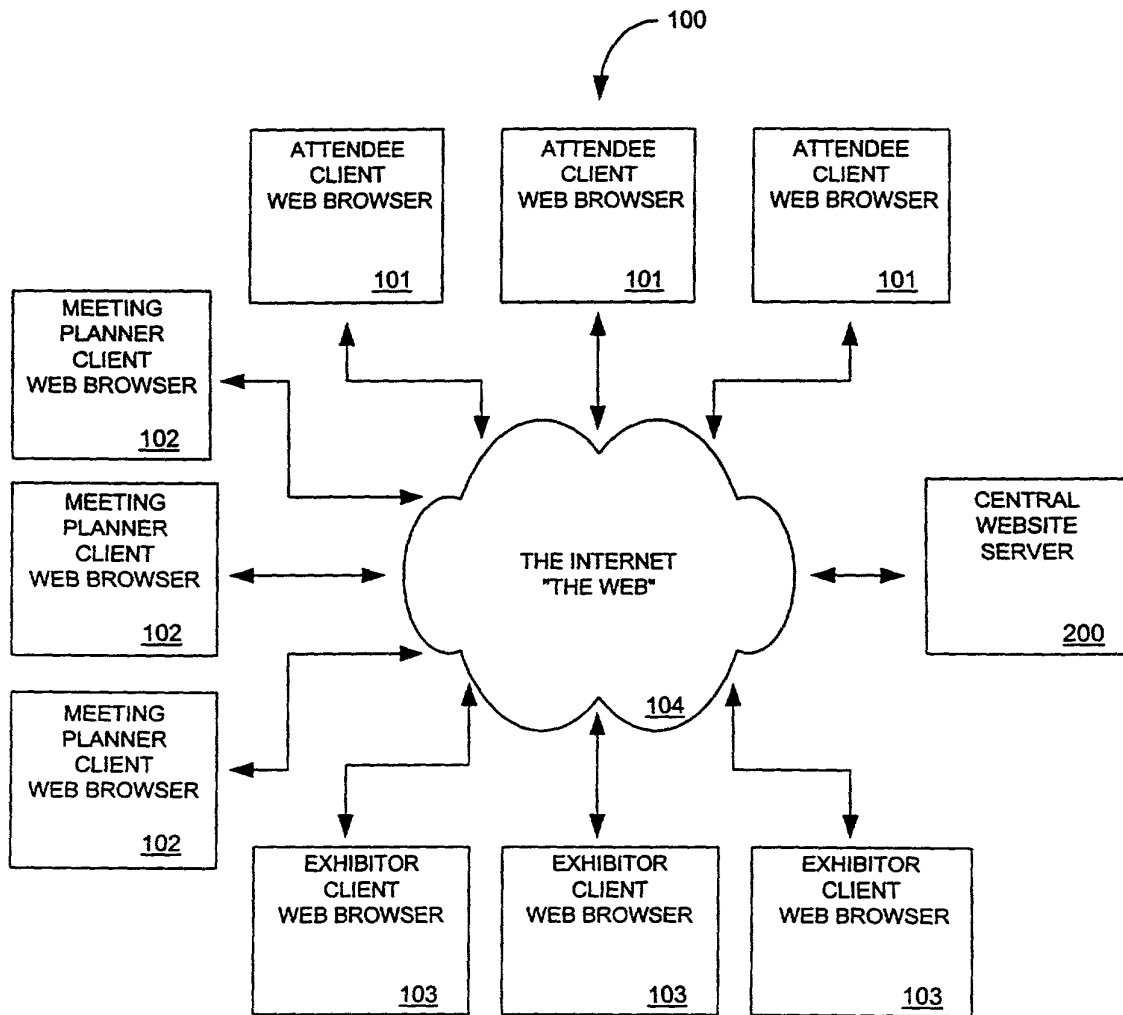 100
ATTENDEE
CLIENT
WEB BROWSER
101
ATTENDEE
CLIENT
WEB BROWSER
101
ATTENDEE
CLIENT
WEB BROWSER
101
MEETING
PLANNER
CLIENT
WEB BROWSER
102
MEETING
PLANNER
CLIENT
WEB BROWSER
102
MEETING
PLANNER
CLIENT
WEB BROWSER
102
THE INTERNET
"THE WEB"
104
CENTRAL
WEBSITE
SERVER
200
EXHIBITOR
CLIENT
WEB BROWSER
103
EXHIBITOR
CLIENT
WEB BROWSER
103
EXHIBITOR
CLIENT
WEB BROWSER
103